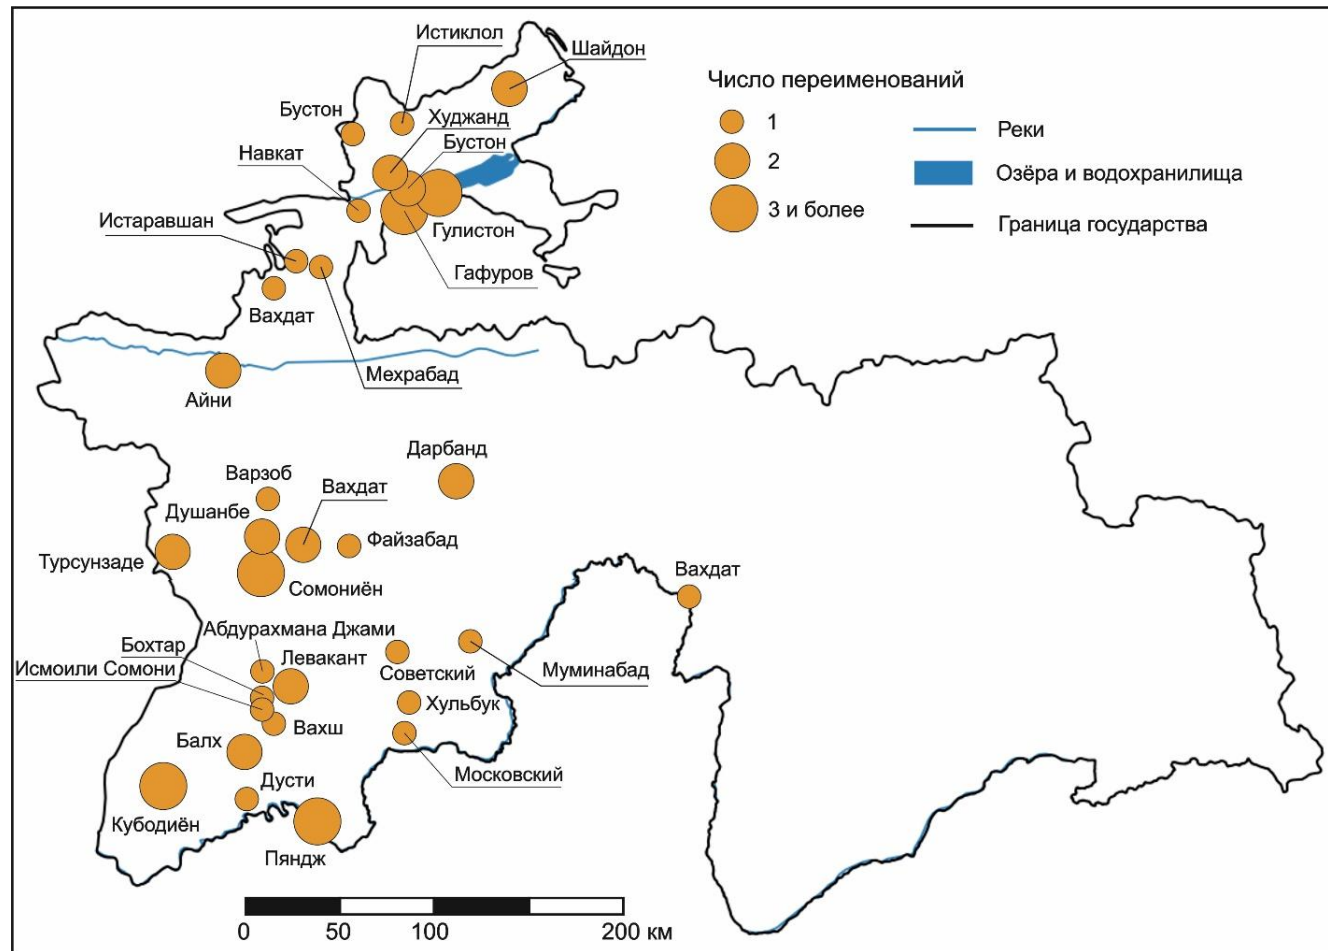 Истиклол
Шайдон
Бустон
Худжанд
Бустон
Навкат
Истаравшан
Гулистон
Гафуров
Вахдат
Мехрабад
Айни
Число переименований
1
2
3 и более
Реки
Озёра и водохранилища
Граница государства
Дарбанд
Варзоб
Вахдат
Душанбе
Файзабад
Турсунзаде
Сомониён
Вахдат
Абдурахмана Джами
Бохтар
Левакант
Исмоили Сомони
Советский
Муминабад
Хульбук
Вахш
Балх
Московский
Дусти
Кубодиён
Пяндж
0 50 100 200 км